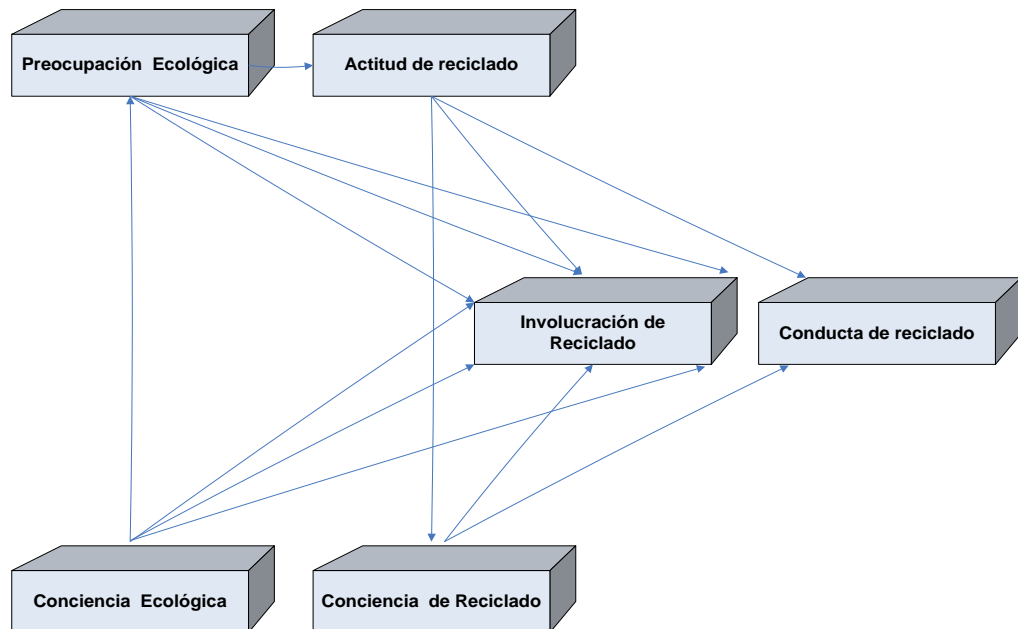 Preocupación Ecológica
Actitud de reciclado
Involucración de
Reciclado
Conducta de reciclado
Conciencia Ecológica
Conciencia de Reciclado